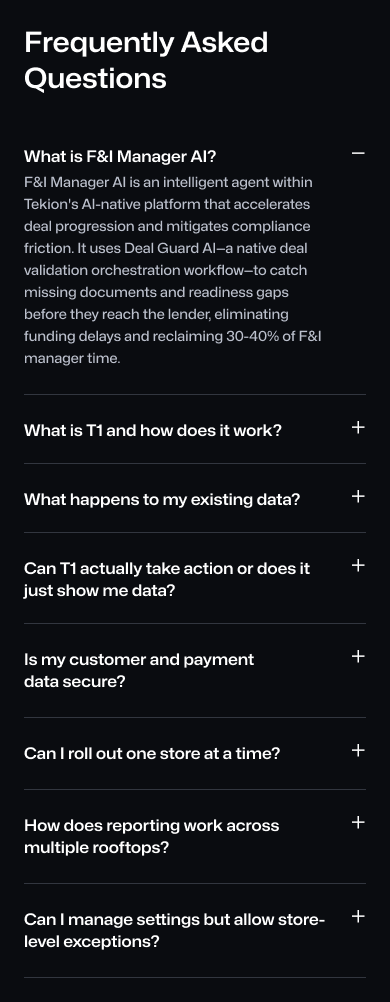 Frequently Asked
Questions
What is F&I Manager AI?
F&I Manager AI is an intelligent agent within
Tekion's AI-native platform that accelerates
deal progression and mitigates compliance
friction. It uses Deal Guard AI—a native deal
validation orchestration workflow—to catch
missing documents and readiness gaps
before they reach the lender, eliminating
funding delays and reclaiming 30-40% of F&I
manager time.
What is T1 and how does it work?
What happens to my existing data?
Can T1 actually take action or does it
just show me data?
Is my customer and payment
data secure?
Can I roll out one store at a time?
How does reporting work across
multiple rooftops?
Can I manage settings but allow store-
level exceptions?